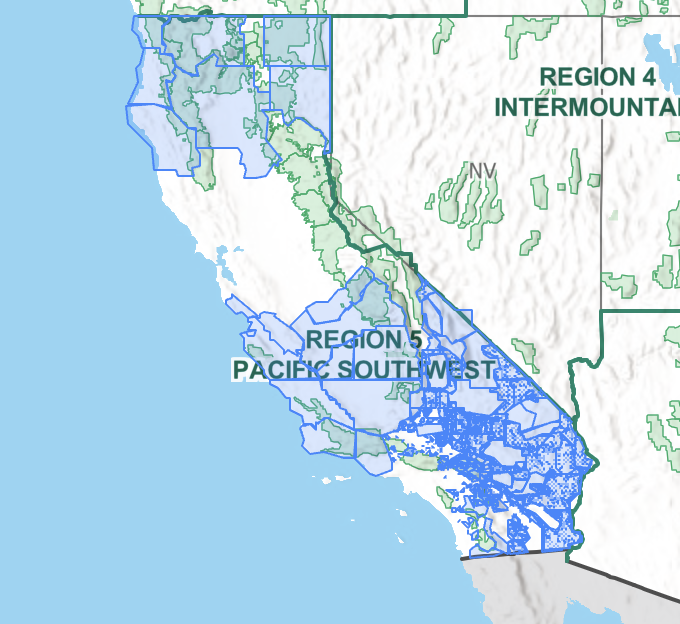 REGION 4
INTERMOUNTAI
NV
REGION 5
PACIFIC SOUTHWEST